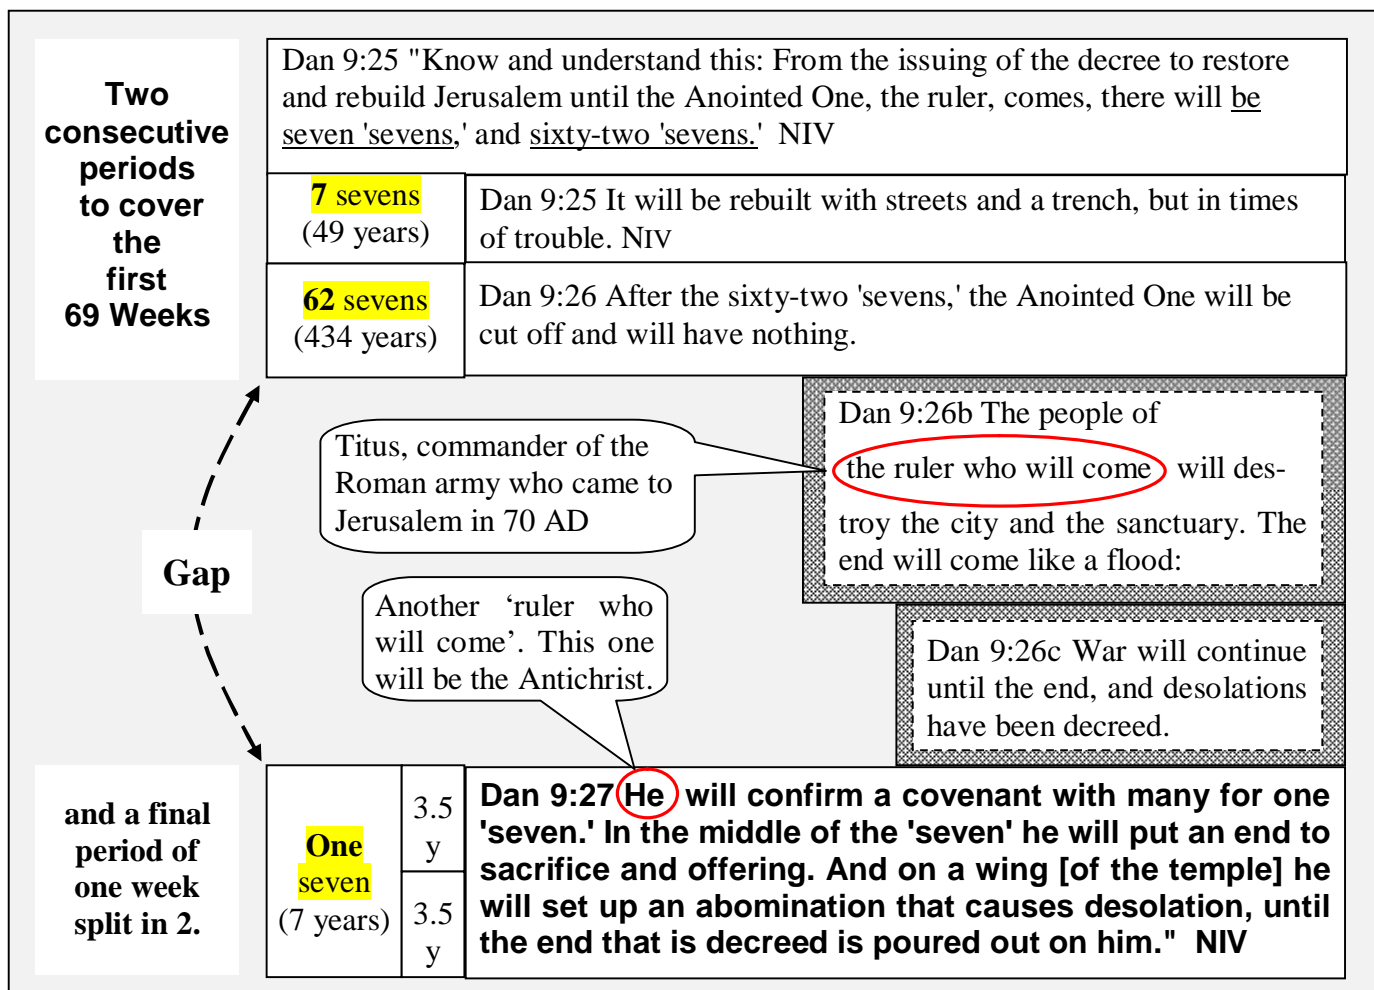 Two
consecutive
periods
to cover
the
first
69 Weeks
Dan 9:25 "Know and understand this: From the issuing of the decree to restore
and rebuild Jerusalem until the Anointed One, the ruler, comes, there will be
seven 'sevens,' and sixty-two 'sevens.' NIV
7 sevens
(49 years)
Dan 9:25 It will be rebuilt with streets and a trench, but in times
of trouble. NIV
62 sevens
(434 years)
Dan 9:26 After the sixty-two 'sevens,' the Anointed One will be
cut off and will have nothing.
Dan 9:26b The people of
the ruler who will come will des-
troy the city and the sanctuary. The
end will come like a flood:
Titus, commander of the
Roman army who came to
Jerusalem in 70 AD
Gap
Another ‘ruler who
will come’. This one
will be the Antichrist.
Dan 9:26c War will continue
until the end, and desolations
have been decreed.
and a final
period of
one week
split in 2.
One
seven
(7 years)
3.5
y
3.5
y
Dan 9:27 He will confirm a covenant with many for one
'seven.' In the middle of the 'seven' he will put an end to
sacrifice and offering. And on a wing [of the temple] he
will set up an abomination that causes desolation, until
the end that is decreed is poured out on him." NIV